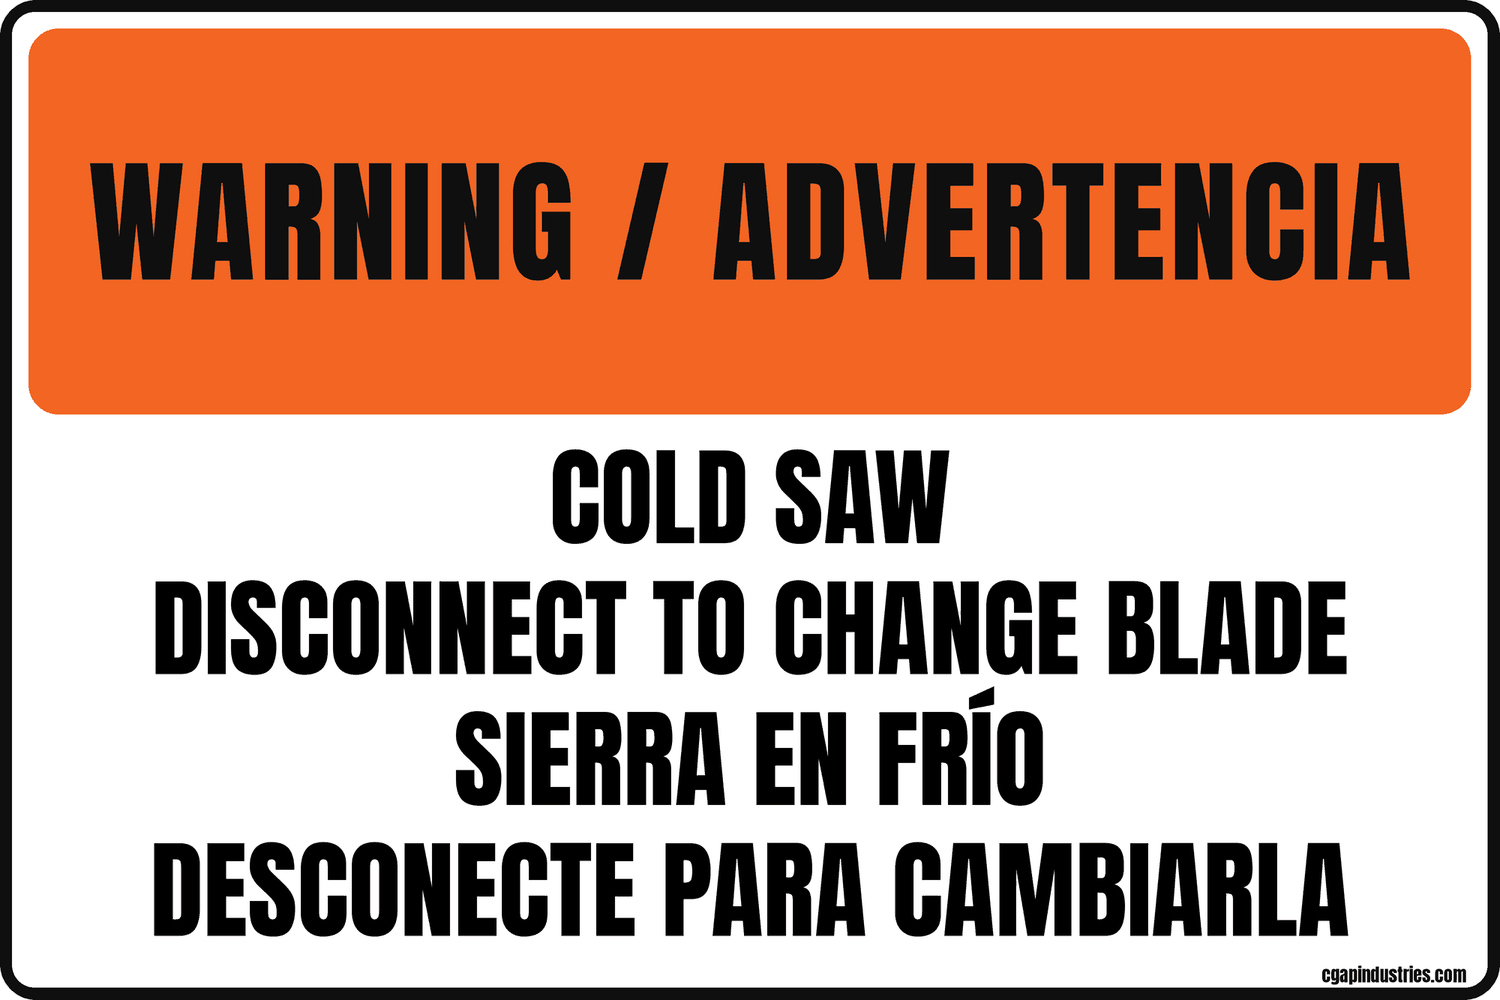 WARNING / ADVERTENCIA
COLD SAW
DISCONNECT TO CHANGE BLADE
SIERRA EN FRÍO
DESCONECTE PARA CAMBIARLA
cgapindustries.com